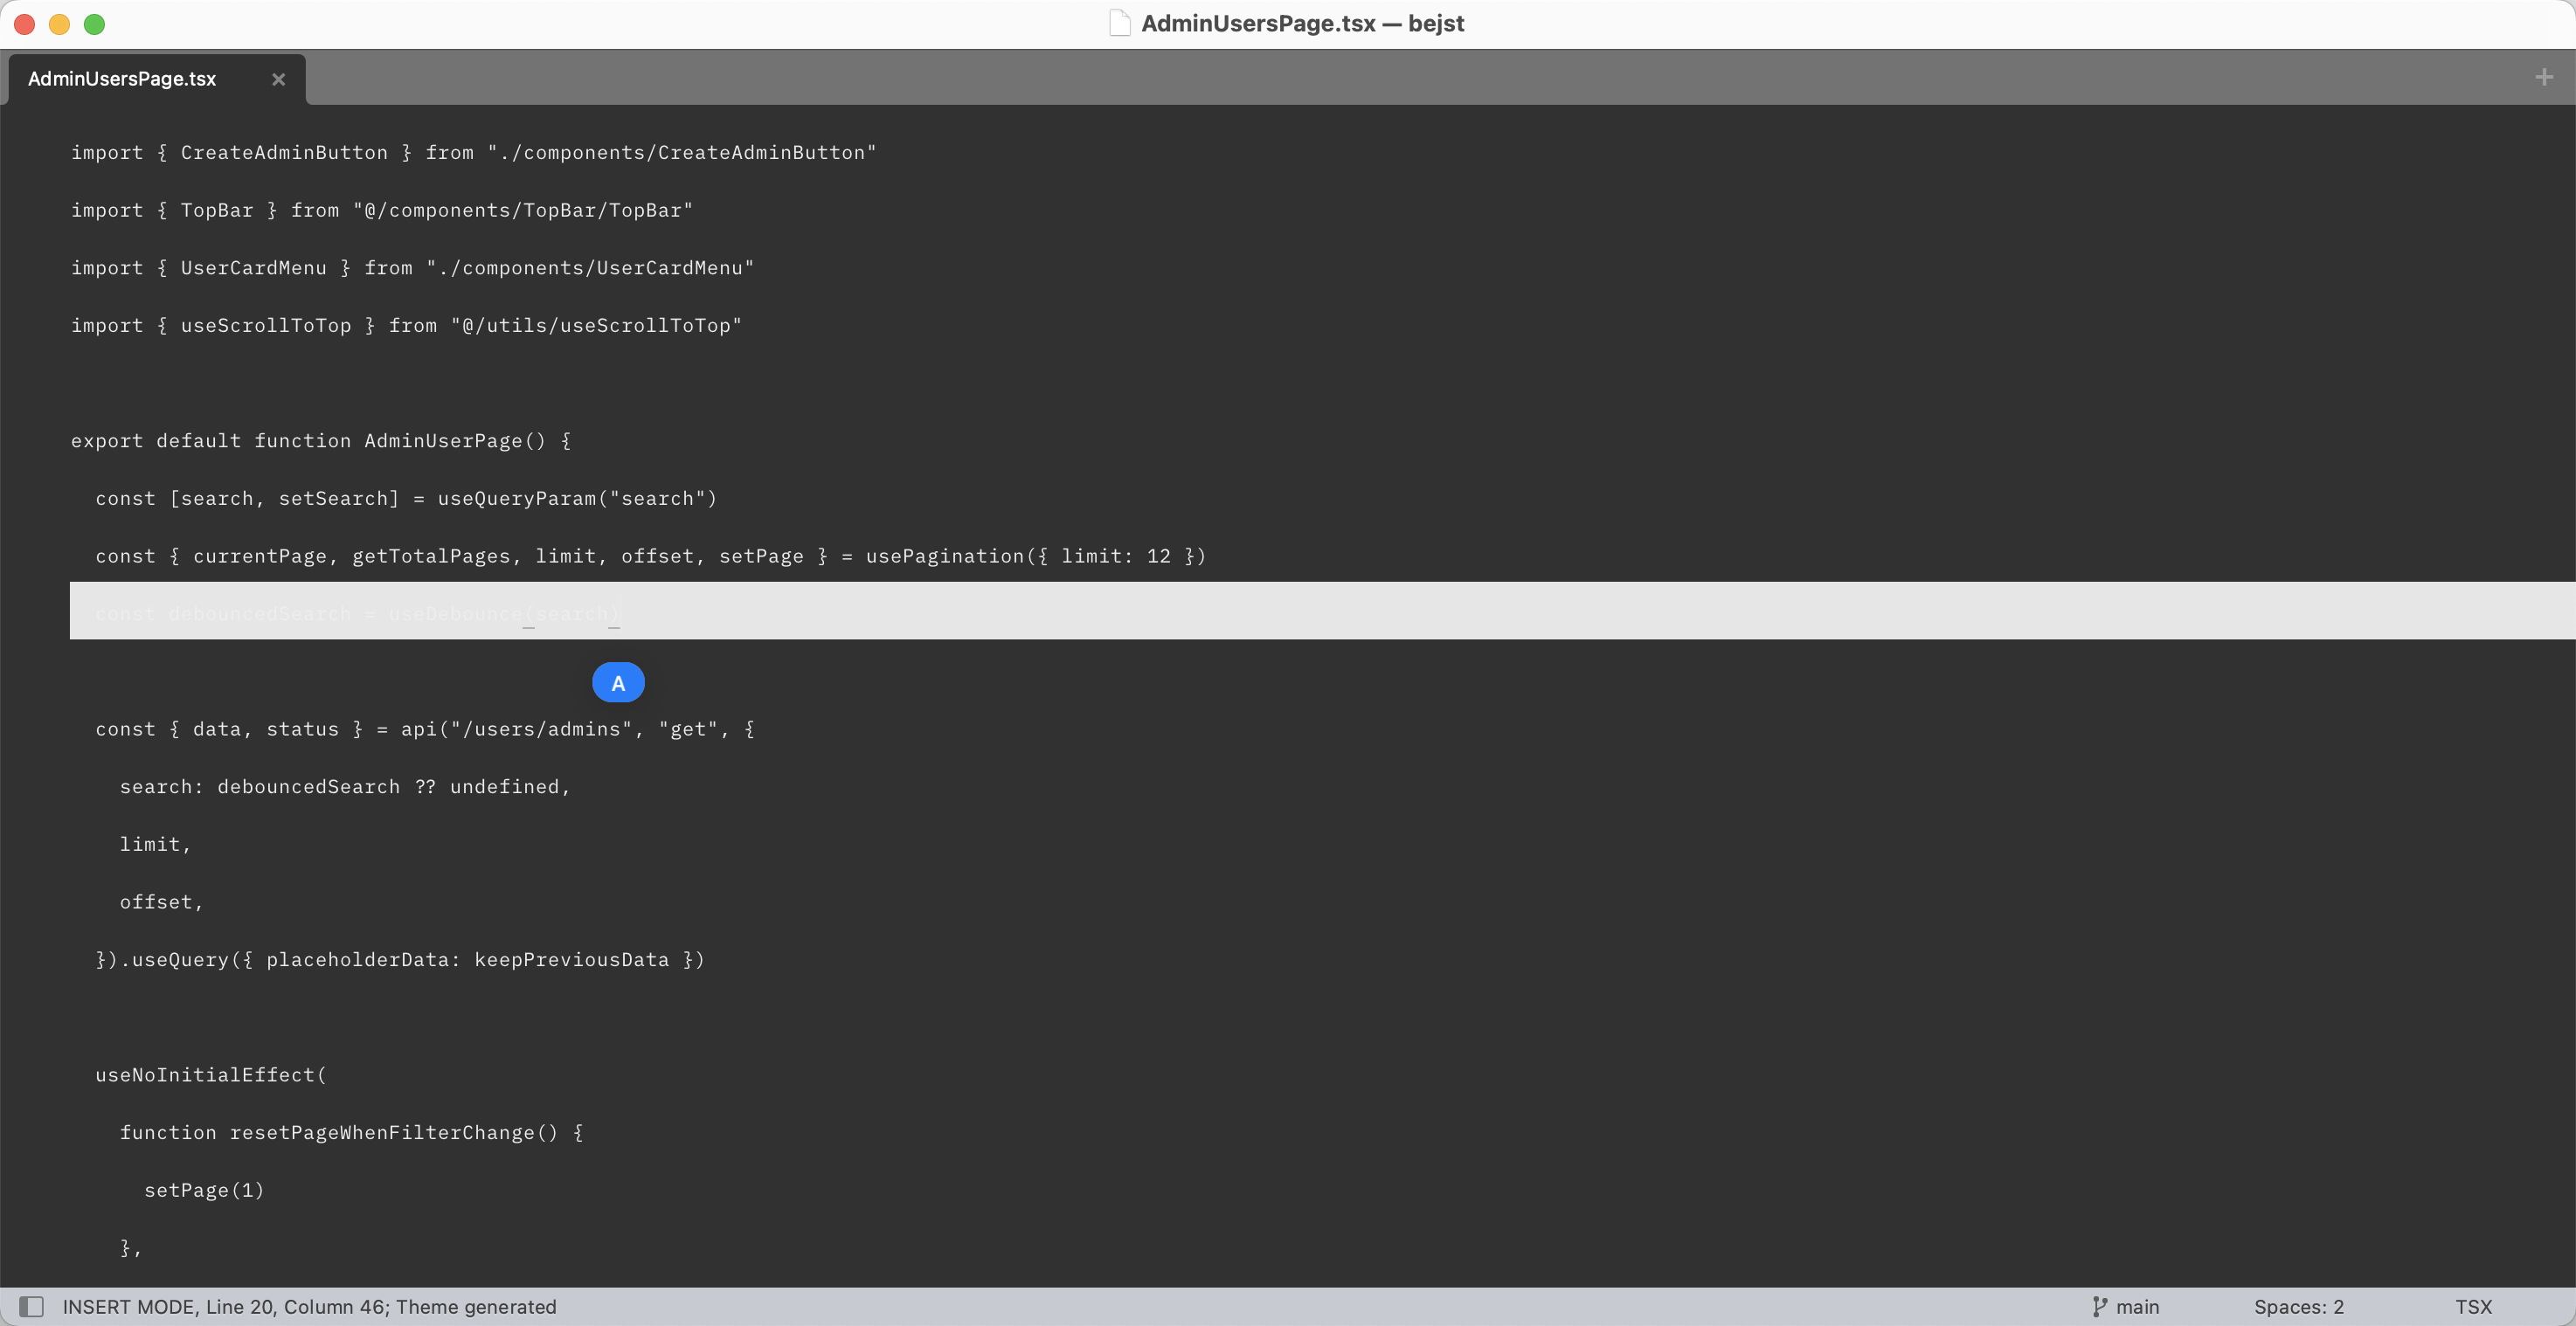 AdminUsersPage.tsx — bejst
AdminUsersPage.tsx
import { CreateAdminButton } from "./components/CreateAdminButton"
import { TopBar } from "@/components/TopBar/TopBar"
import { UserCardMenu } from "./components/UserCardMenu"
import { useScrollToTop } from "@/utils/useScrollToTop"
export default function AdminUserPage() {
const [search, setSearch] = useQueryParam("search")
const { currentPage, getTotalPages, limit, offset, setPage } = usePagination({ limit: 12 })
const debouncedSearch = useDebounce(search)
A
const { data, status } = api("/users/admins", "get", {
search: debouncedSearch ?? undefined,
limit,
offset,
}).useQuery({ placeholderData: keepPreviousData })
useNoInitialEffect(
function resetPageWhenFilterChange() {
setPage(1)
},
INSERT MODE, Line 20, Column 46; Theme generated
main
Spaces: 2
TSX